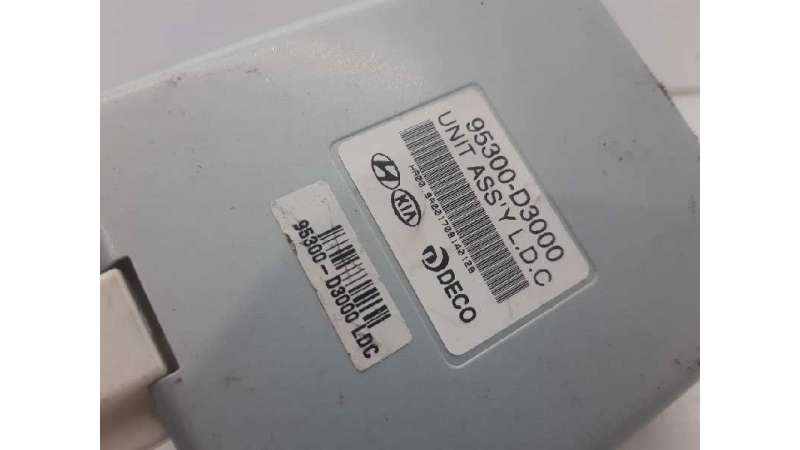 95300-D3000
UNIT ASS'Y L.D.C
KIA
DECO
95300-D3000 LDC